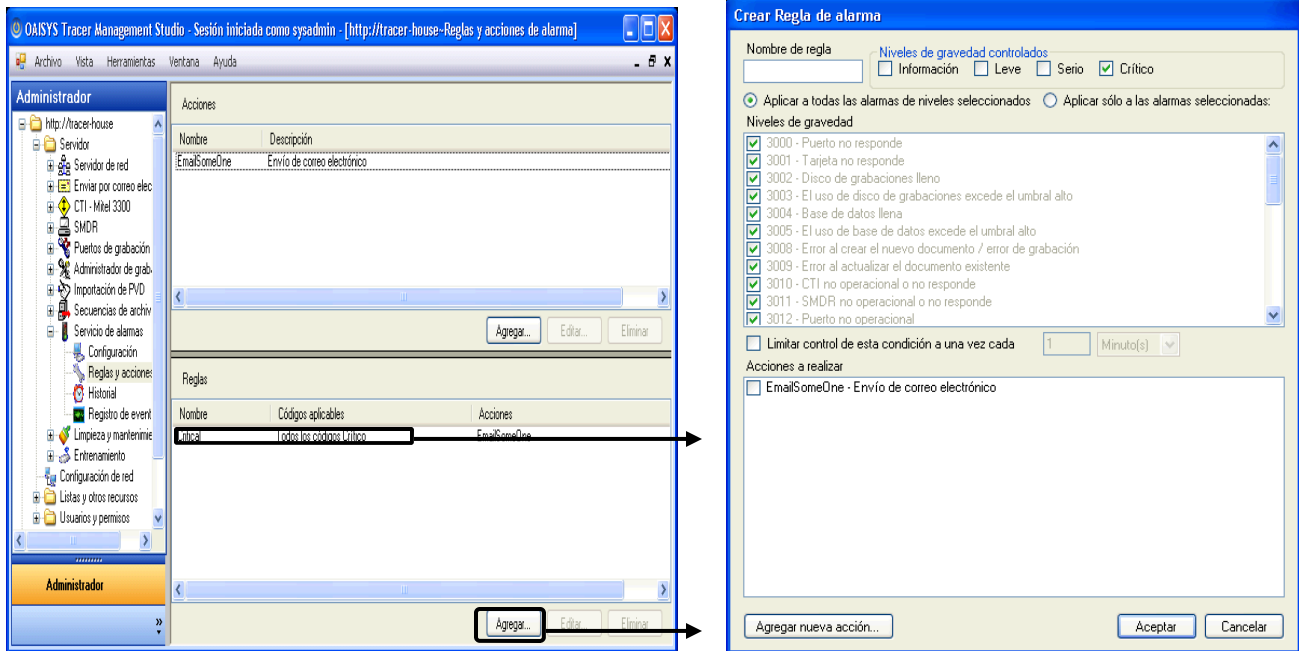 OAISYS Tracer Management Studio - Sesión iniciada como sysadmin - [http://tracer-house~Reglas y acciones de alarma]
Archivo Vista Herramientas Ventana Ayuda
Administrador
http://tracer-house
Servidor
Servidor de red
Enviar por correo elec
CTI - Mitel 3300
SMDR
Puertos de grabación
Administrador de grab
Importación de PVD
Secuencias de archiv
Servicio de alarmas
Configuración
Reglas y acciones
Historial
Registro de event
Limpieza y mantenimie
Entrenamiento
Configuración de red
Listas y otros recursos
Usuarios y permisos
Administrador
»
Acciones
Nombre Descripción
EmailSomeOne Envío de correo electrónico
Agregar... Editar... Eliminar
Reglas
Nombre Códigos aplicables Acciones
Critical Todos los códigos Crítico EmailSomeOne
Agregar... Editar... Eliminar
Crear Regla de alarma
Nombre de regla
Niveles de gravedad controlados
Información Leve Serio Crítico
Aplicar a todas las alarmas de niveles seleccionados Aplicar sólo a las alarmas seleccionadas:
Niveles de gravedad
3000 - Puerto no responde
3001 - Tarjeta no responde
3002 - Disco de grabaciones lleno
3003 - El uso de disco de grabaciones excede el umbral alto
3004 - Base de datos llena
3005 - El uso de base de datos excede el umbral alto
3008 - Error al crear el nuevo documento / error de grabación
3009 - Error al actualizar el documento existente
3010 - CTI no operacional o no responde
3011 - SMDR no operacional o no responde
3012 - Puerto no operacional
Limitar control de esta condición a una vez cada 1 Minuto(s)
Acciones a realizar
EmailSomeOne - Envío de correo electrónico
Agregar nueva acción... Aceptar Cancelar